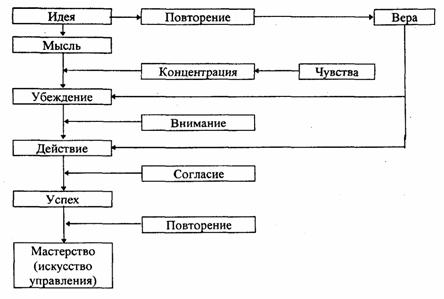 Идея
Повторение
Вера
Мысль
Концентрация
Чувства
Убеждение
Внимание
Действие
Согласие
Успех
Повторение
Мастерство
(искусство
управления)